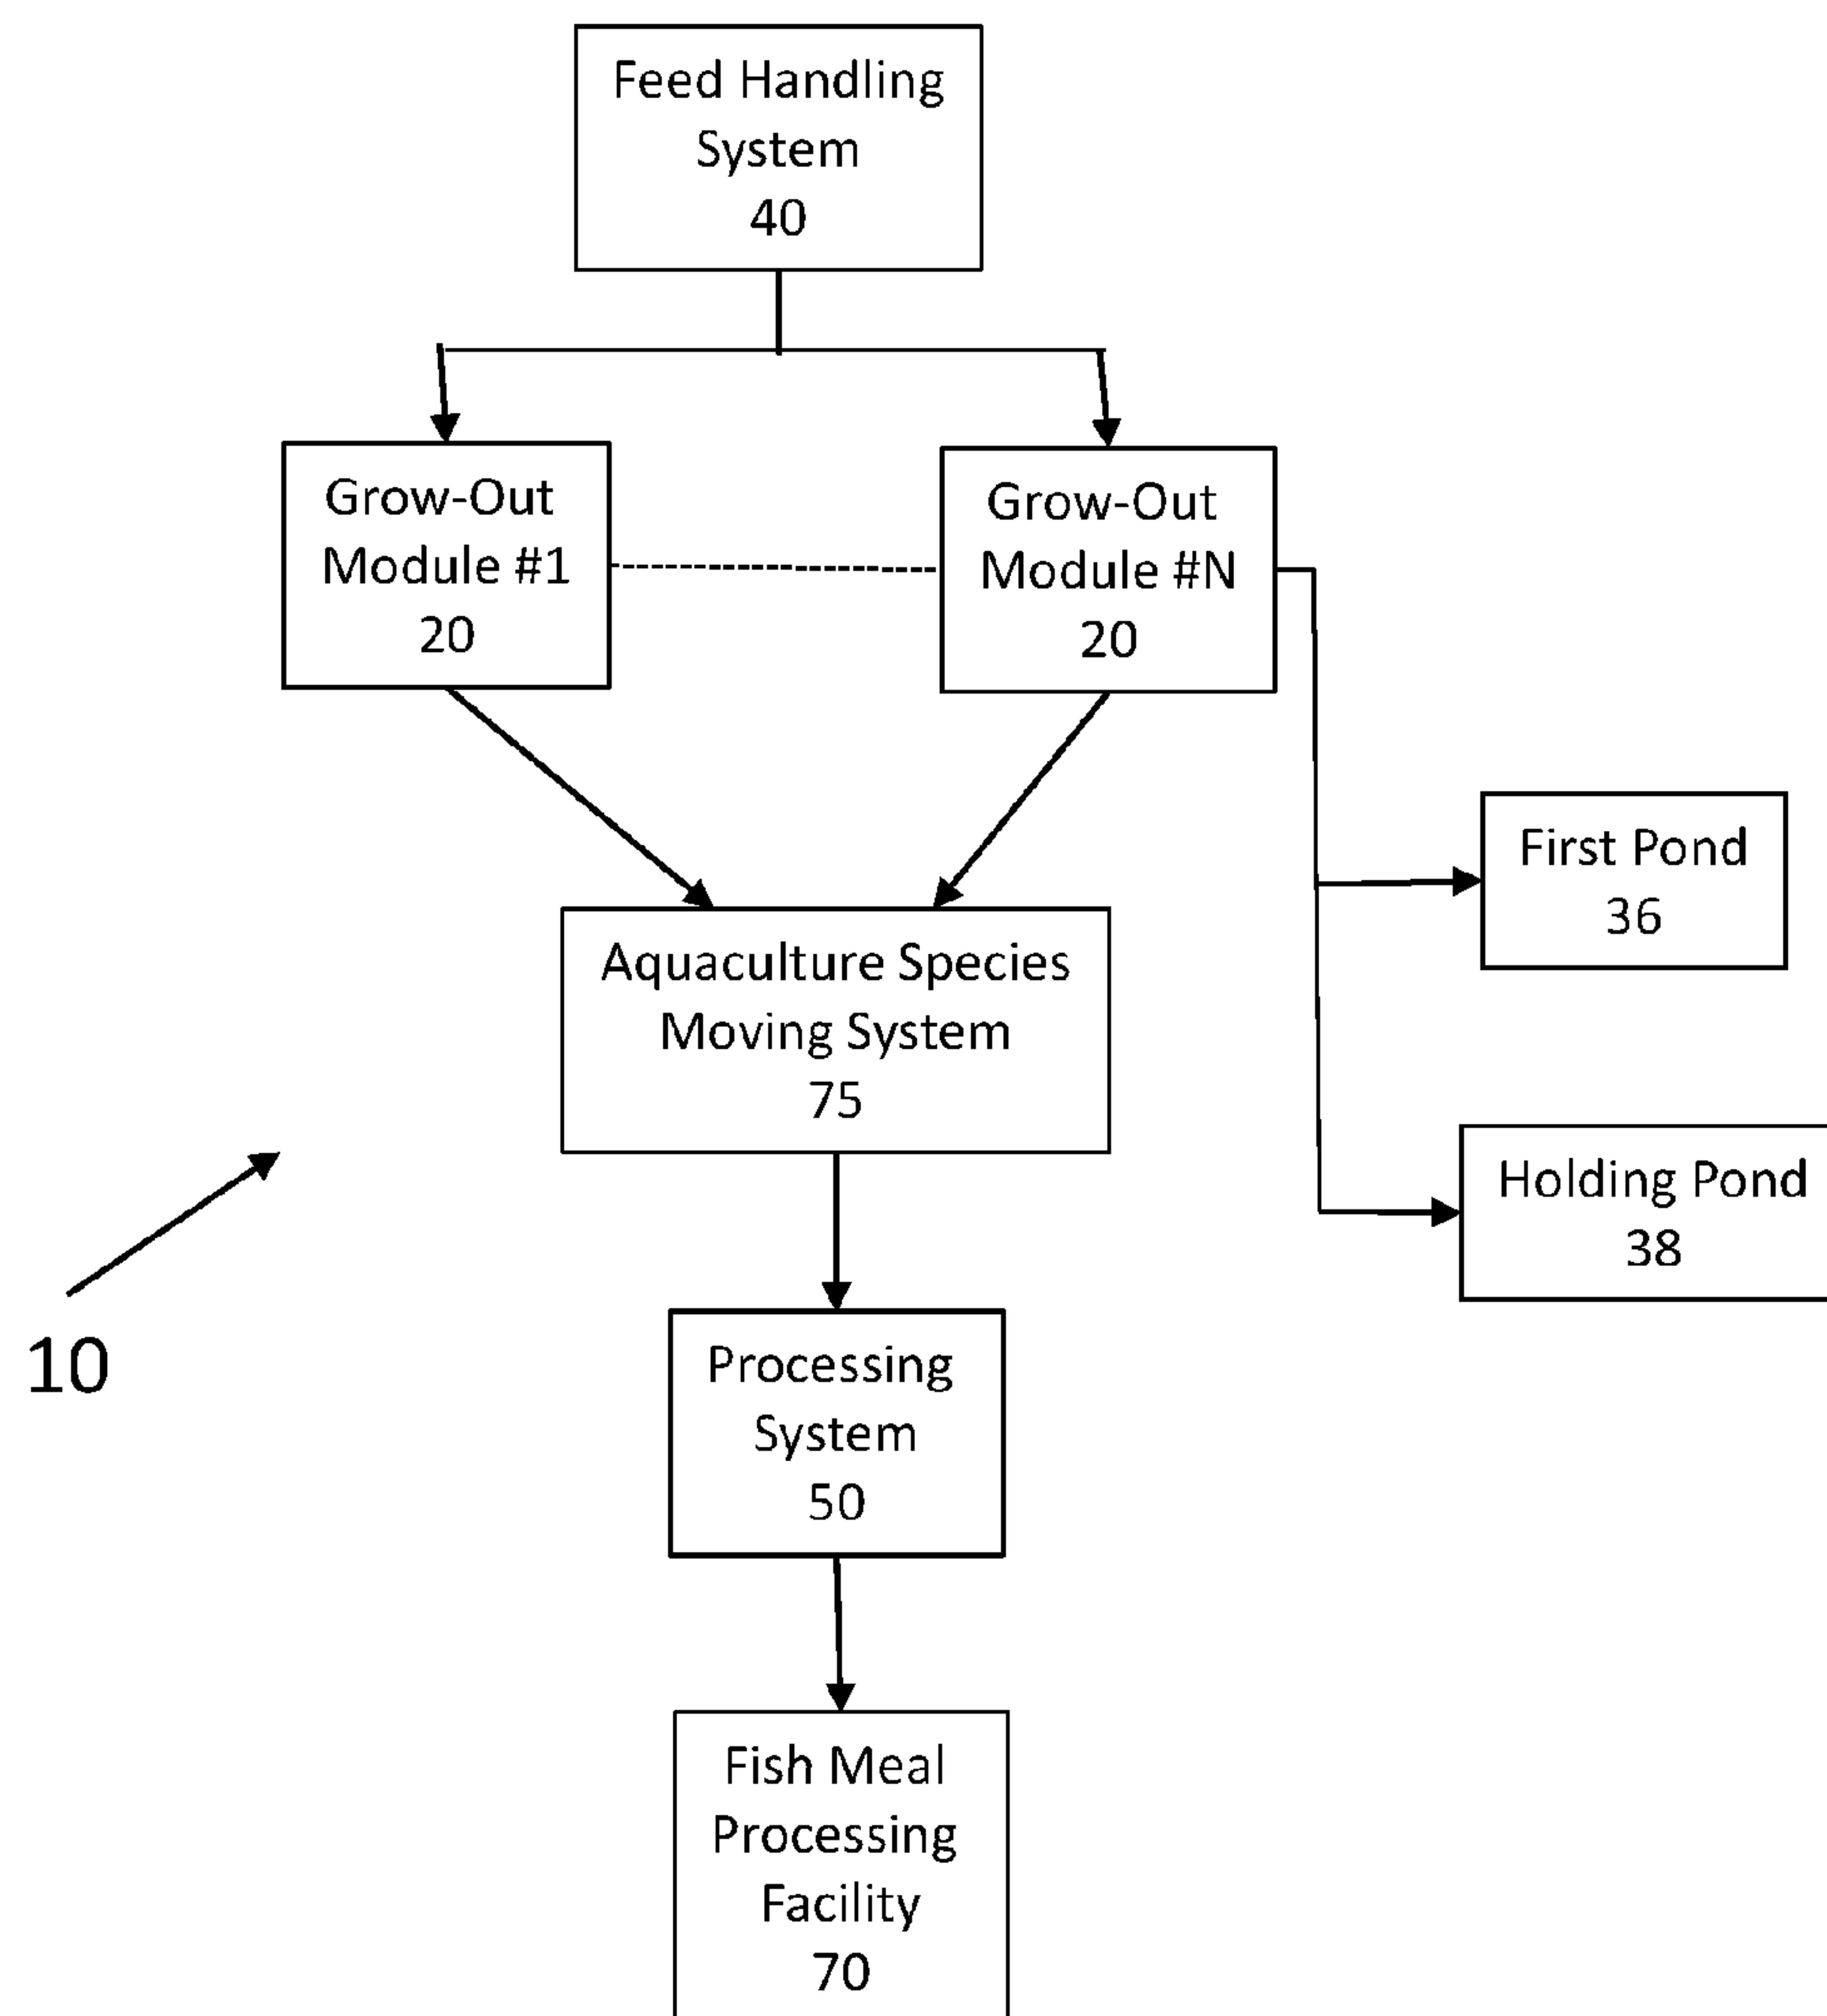 Feed Handling
System
40
Grow-Out
Module #1
20
Grow-Out
Module #N
20
First Pond
36
Aquaculture Species
Moving System
75
Holding Pond
38
10
Processing
System
50
Fish Meal
Processing
Facility
70